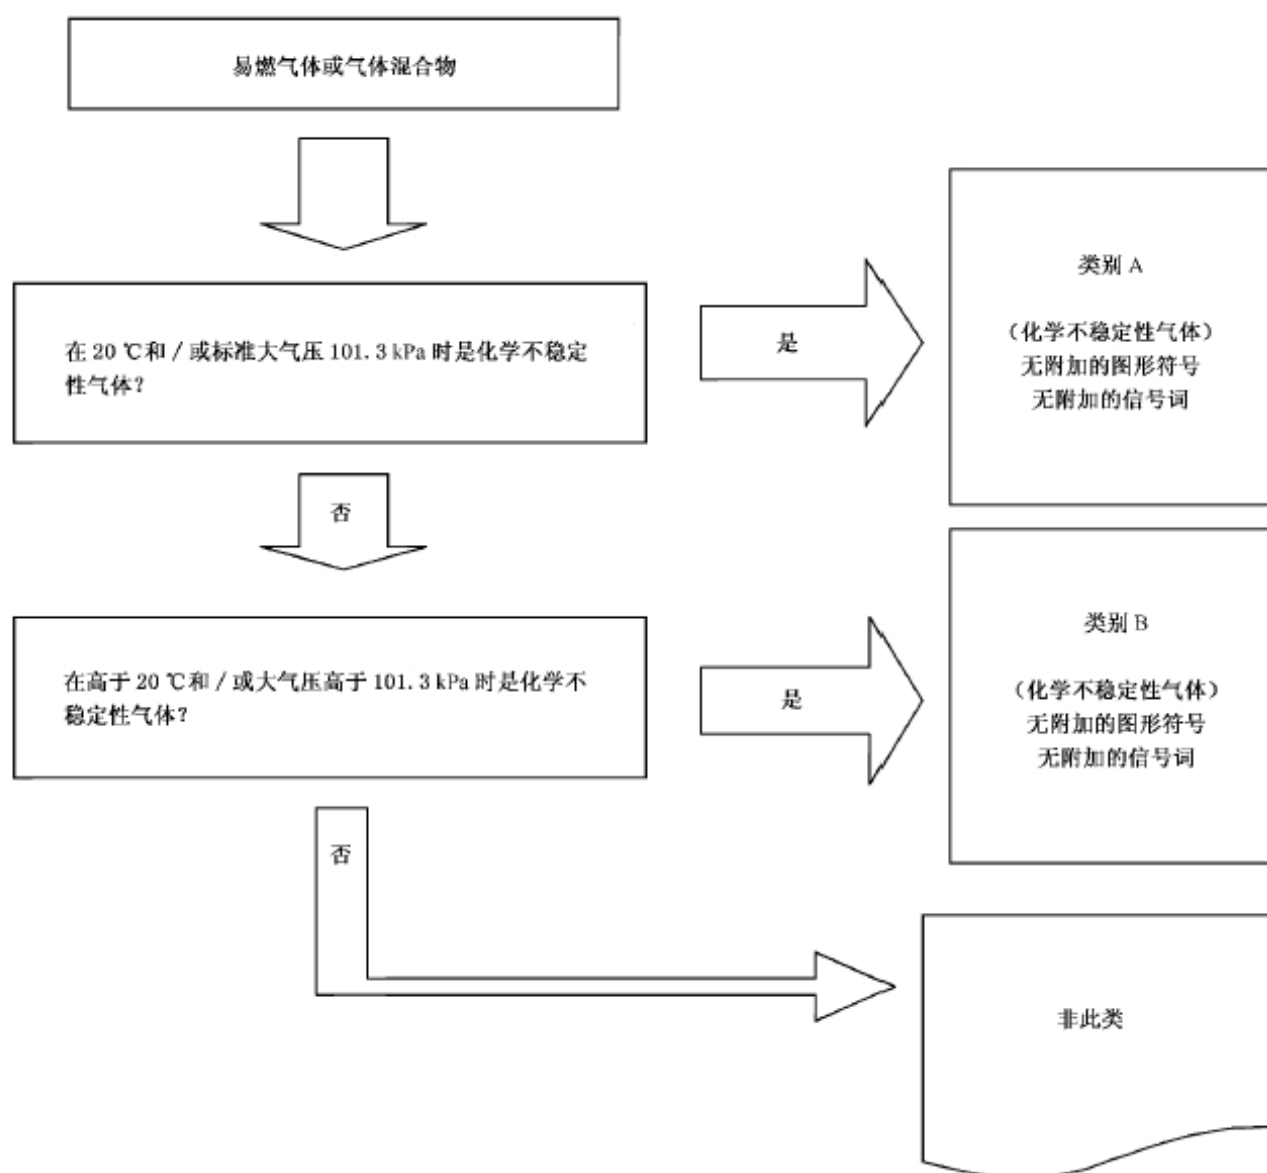 易燃气体或气体混合物
在 20 ℃和 / 或标准大气压 101. 3 kPa 时是化学不稳定
性气体?
是
类别 A
(化学不稳定性气体)
无附加的图形符号
无附加的信号词
否
在高于 20 ℃和 / 或大气压高于 101. 3 kPa 时是化学不
稳定性气体?
是
类别 B
(化学不稳定性气体)
无附加的图形符号
无附加的信号词
否
非此类